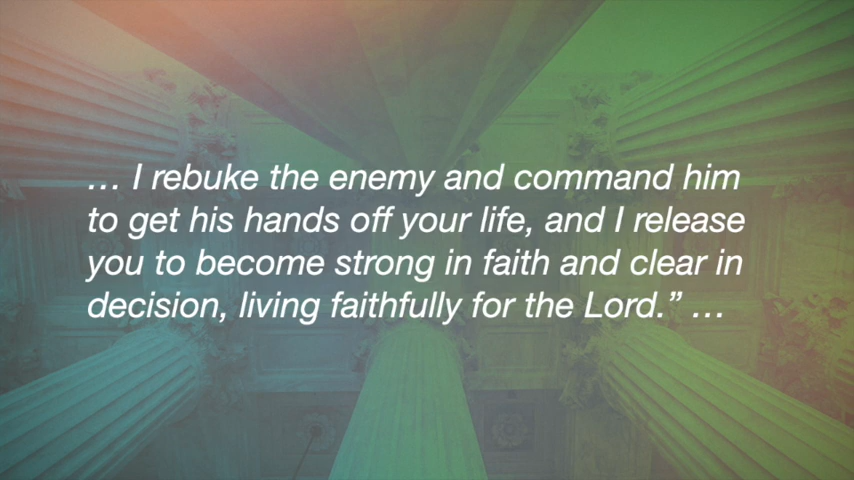 … I rebuke the enemy and command him
to get his hands off your life, and I release
you to become strong in faith and clear in
decision, living faithfully for the Lord.” …